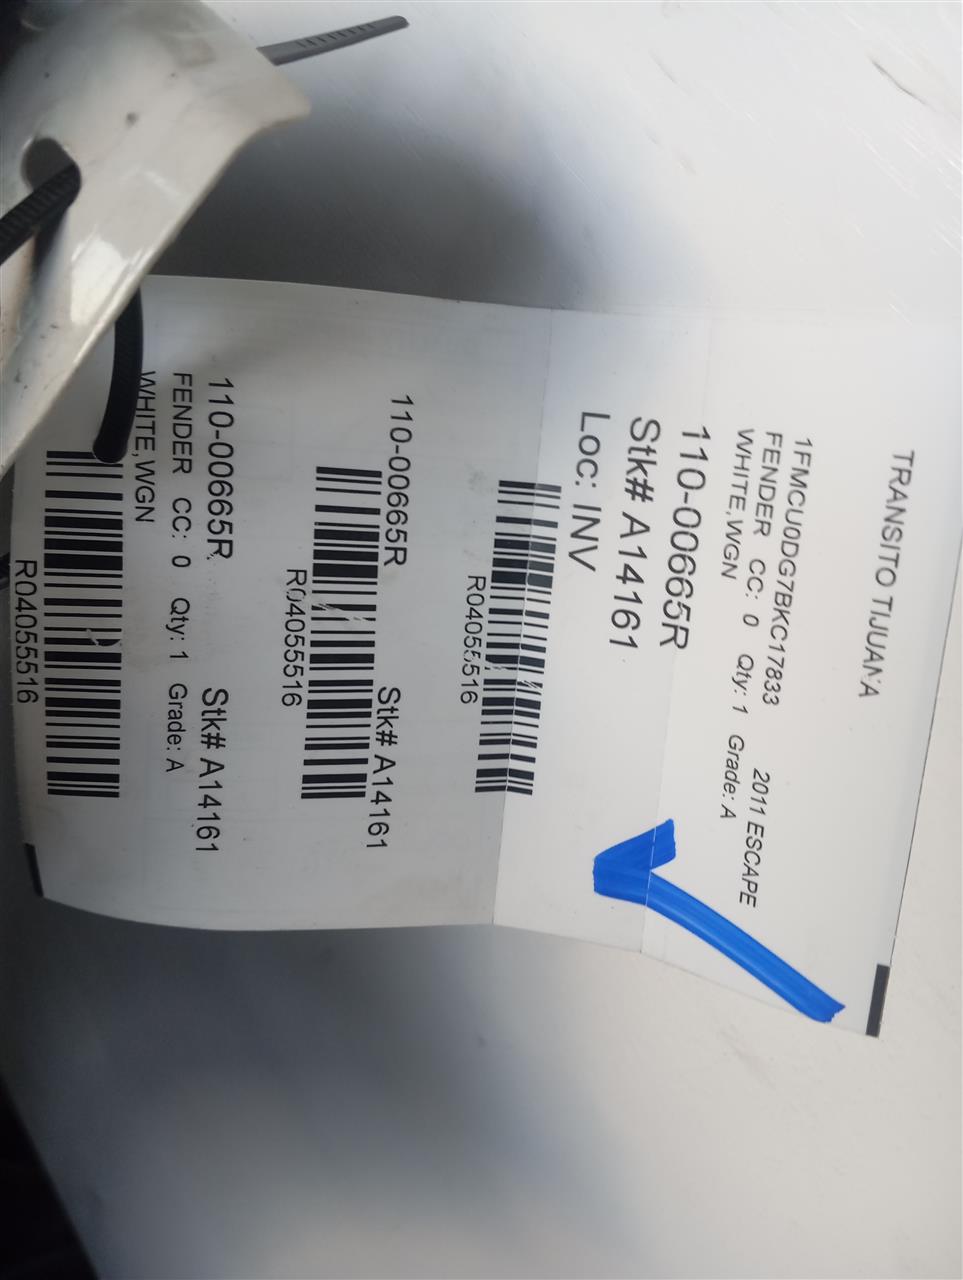 TRANSITO TIJUANA
1FMCU0DG7BKC17833 2011 ESCAPE
FENDER CC: 0 Qty: 1 Grade: A
WHITE,WGN
110-00665R
Stk# A14161
Loc: INV
R04055516
110-00665R Stk# A14161
R04055516
110-00665R Stk# A14161
FENDER CC: 0 Qty: 1 Grade: A
WHITE,WGN
R04055516